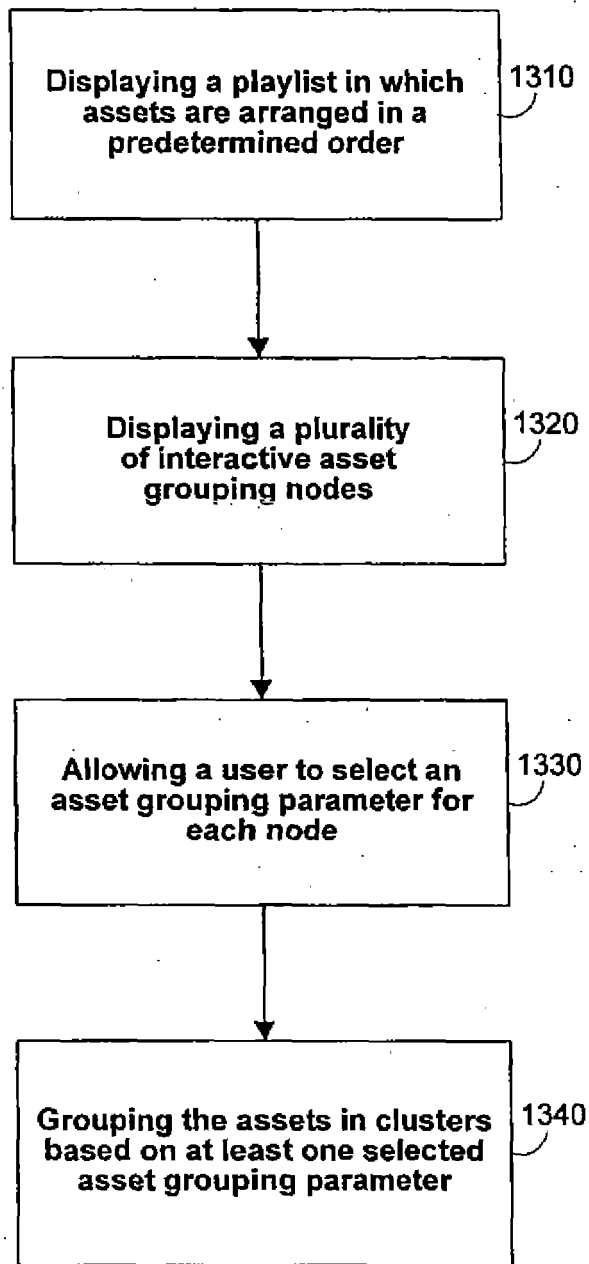 Displaying a playlist in which
assets are arranged in a
predetermined order
1310
Displaying a plurality
of interactive asset
grouping nodes
1320
Allowing a user to select an
asset grouping parameter for
each node
1330
Grouping the assets in clusters
based on at least one selected
asset grouping parameter
1340